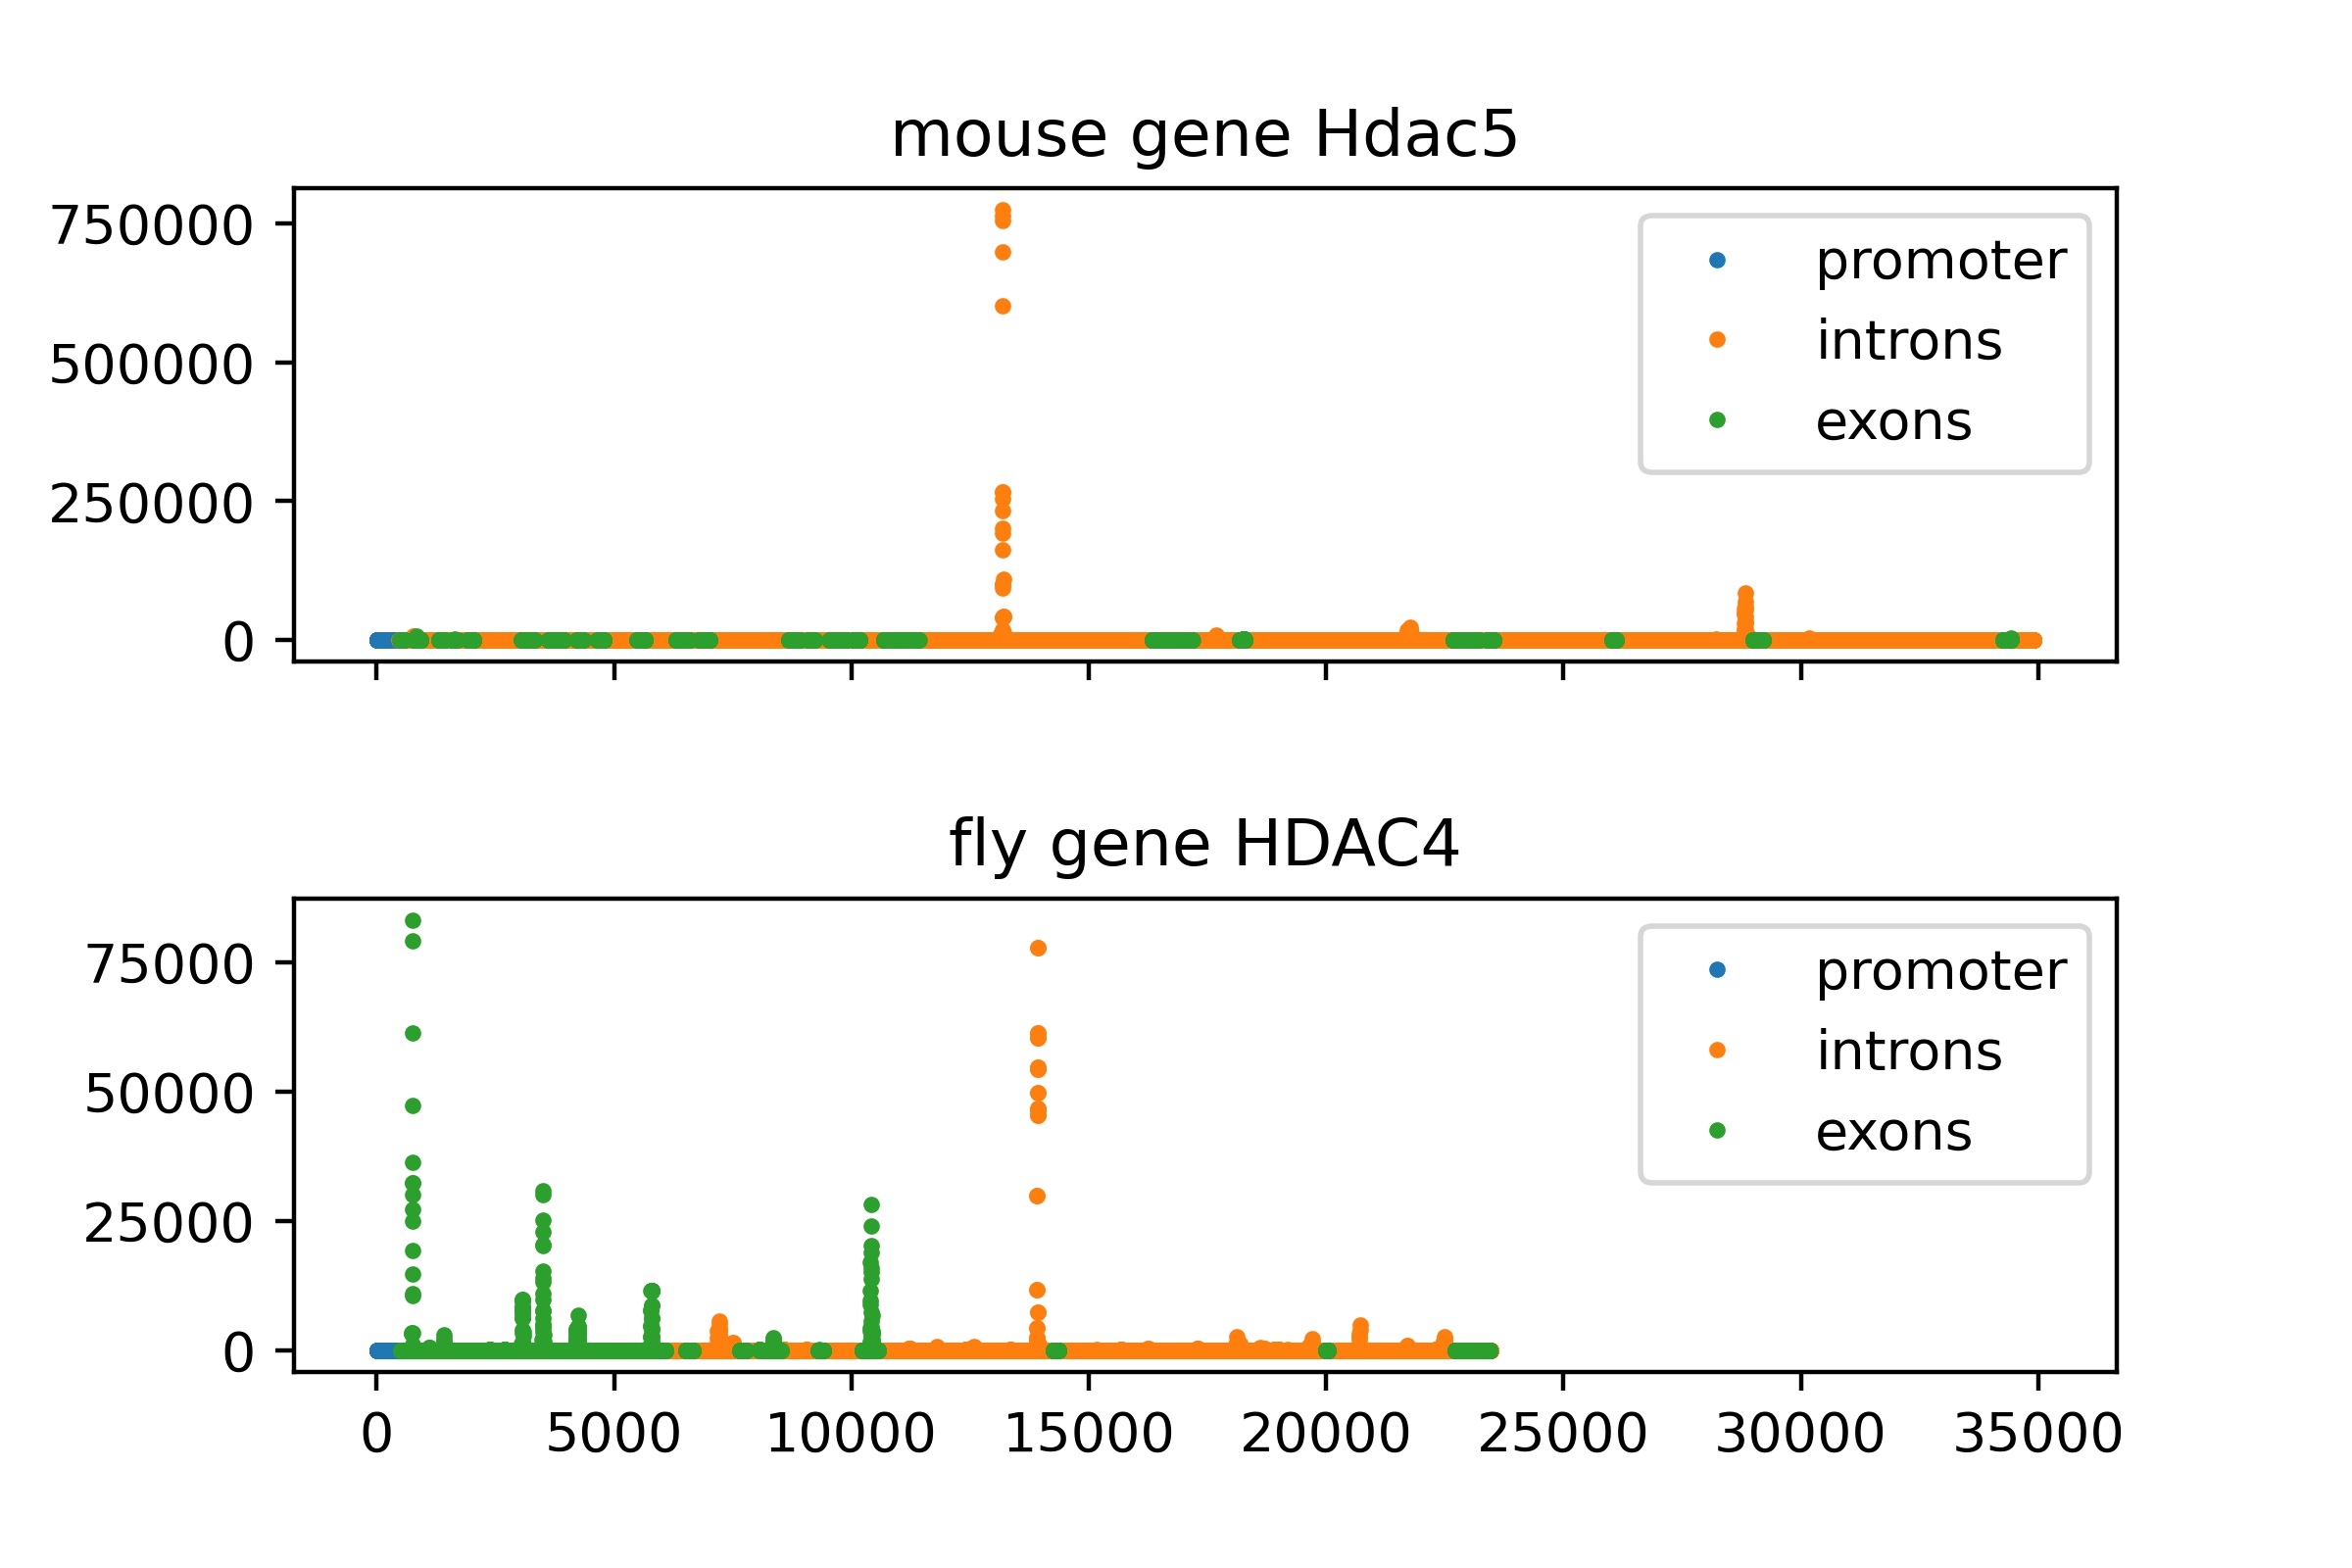 mouse gene Hdac5
750000
500000
250000
0
promoter
introns
exons
fly gene HDAC4
75000
50000
25000
0
promoter
introns
exons
0 5000 10000 15000 20000 25000 30000 35000